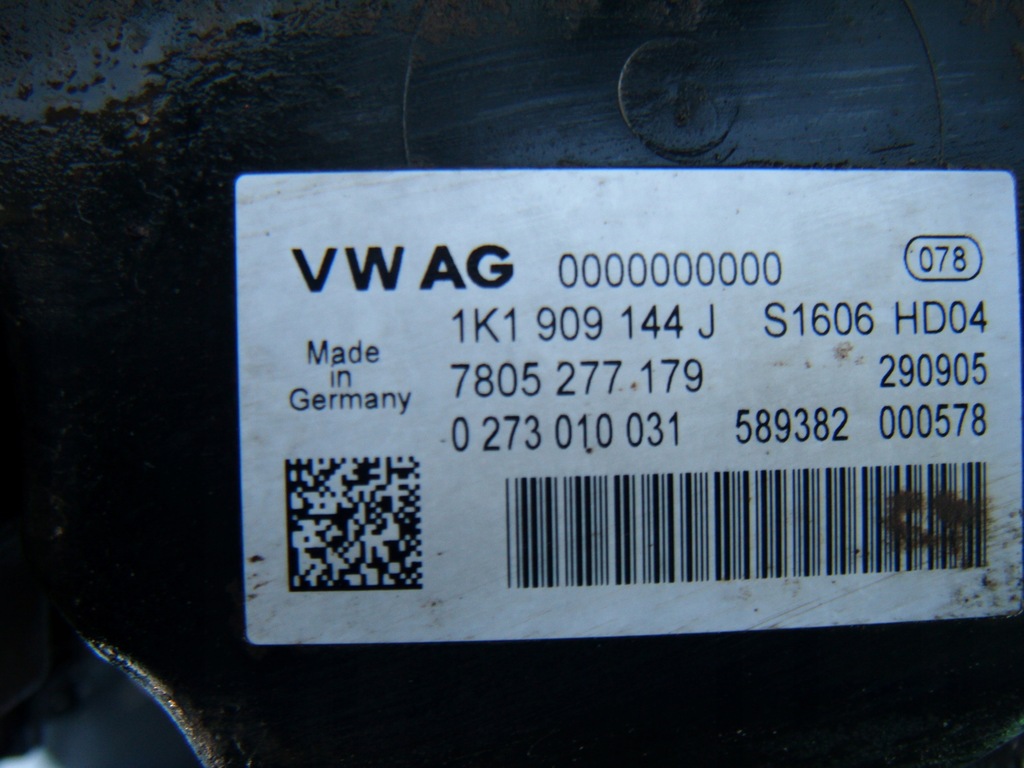 VW AG 0000000000 078
1K1 909 144 J S1606 HD04
Made
in
Germany
7805 277 179 290905
0 273 010 031 589382 000578